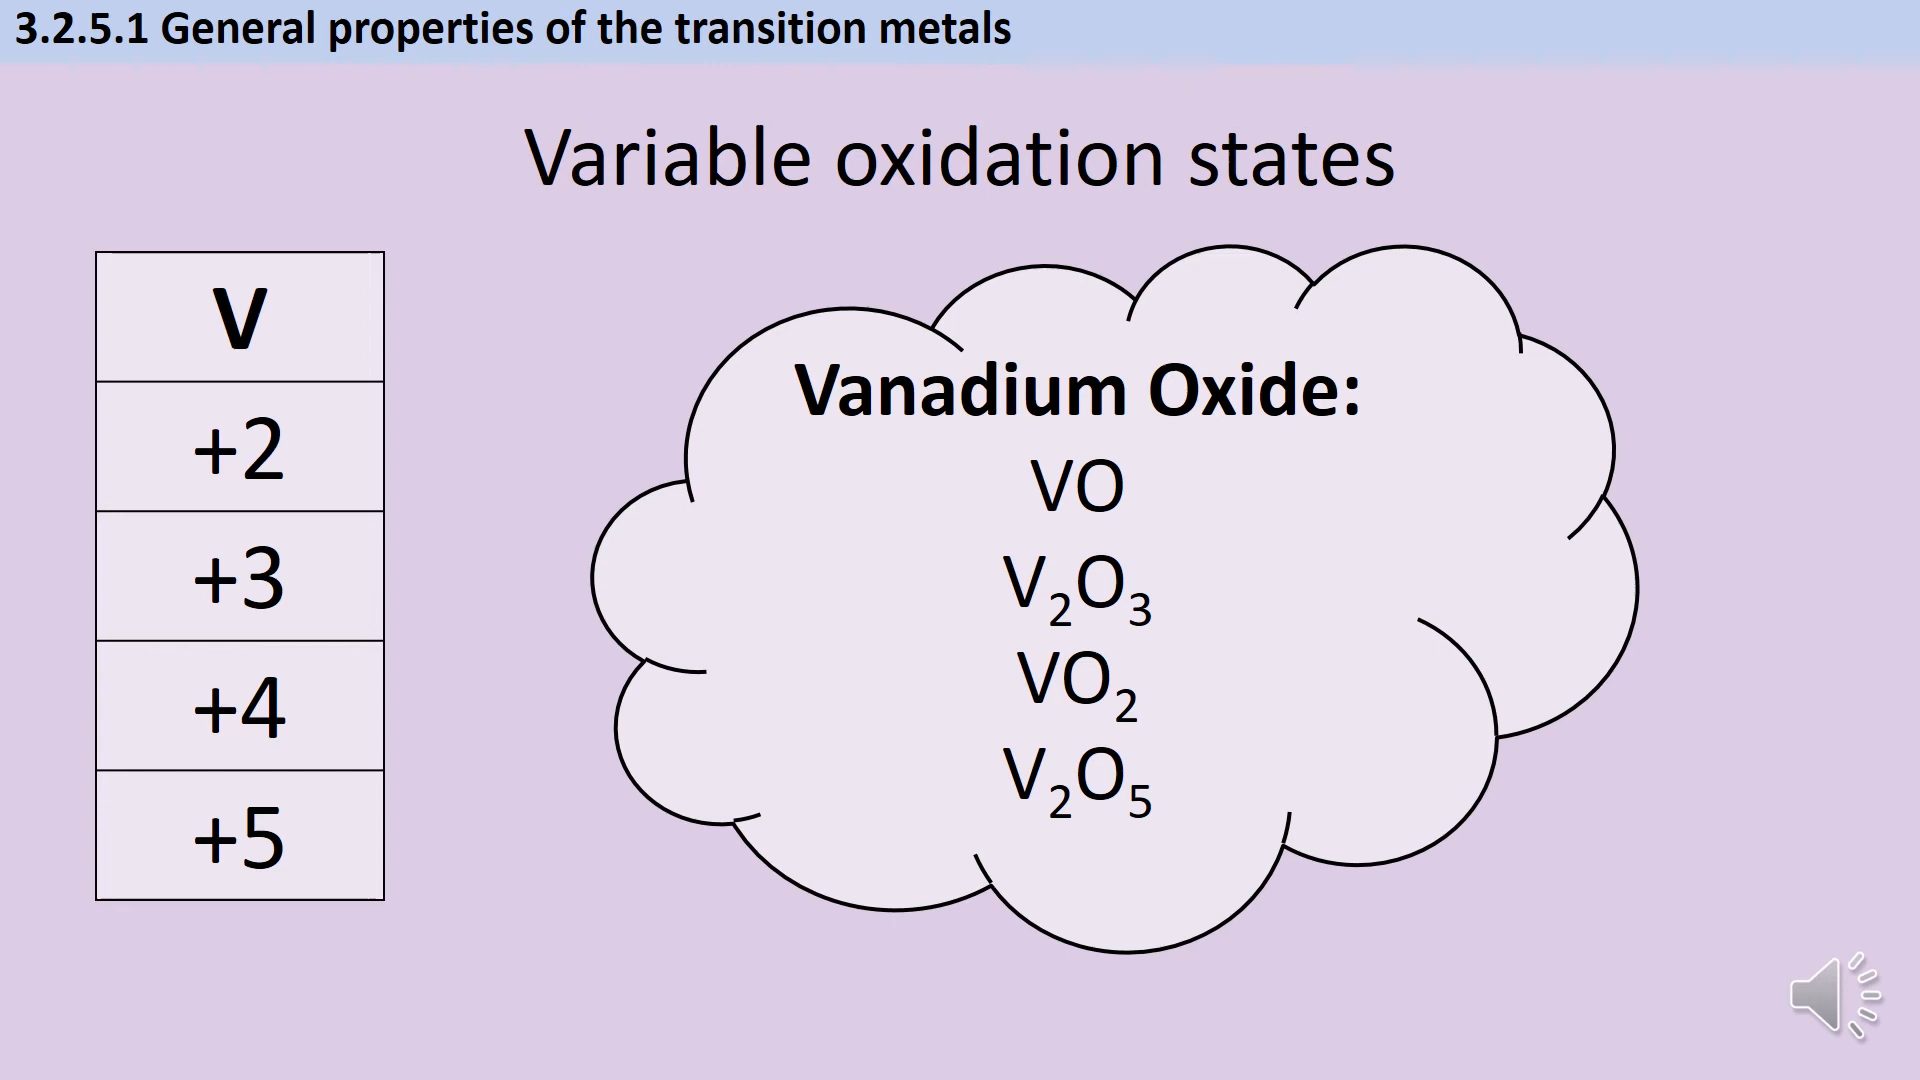 3.2.5.1 General properties of the transition metals
Variable oxidation states
V
+2
+3
+4
+5
Vanadium Oxide:
VO
V₂O₃
VO₂
V₂O₅